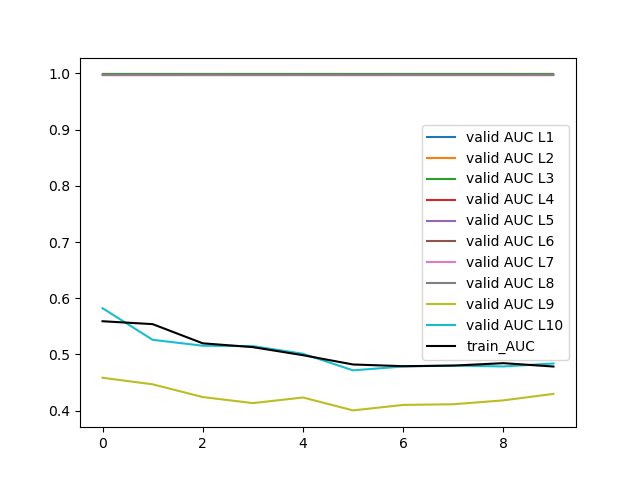 1.0
0.9
0.8
0.7
0.6
0.5
0.4
valid AUC L1
valid AUC L2
valid AUC L3
valid AUC L4
valid AUC L5
valid AUC L6
valid AUC L7
valid AUC L8
valid AUC L9
valid AUC L10
train_AUC
0 2 4 6 8